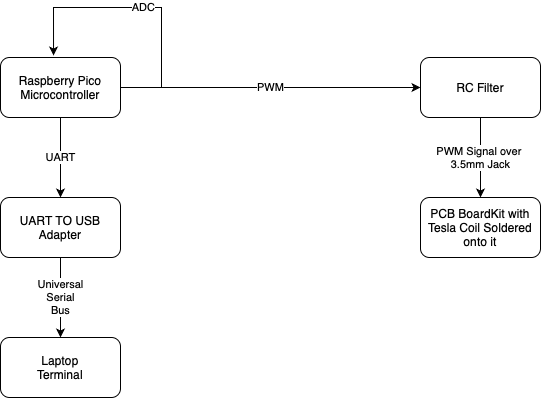 ADC
Raspberry Pico
Microcontroller
PWM
RC Filter
UART
PWM Signal over
3.5mm Jack
UART TO USB
Adapter
PCB BoardKit with
Tesla Coil Soldered
onto it
Universal
Serial
Bus
Laptop
Terminal